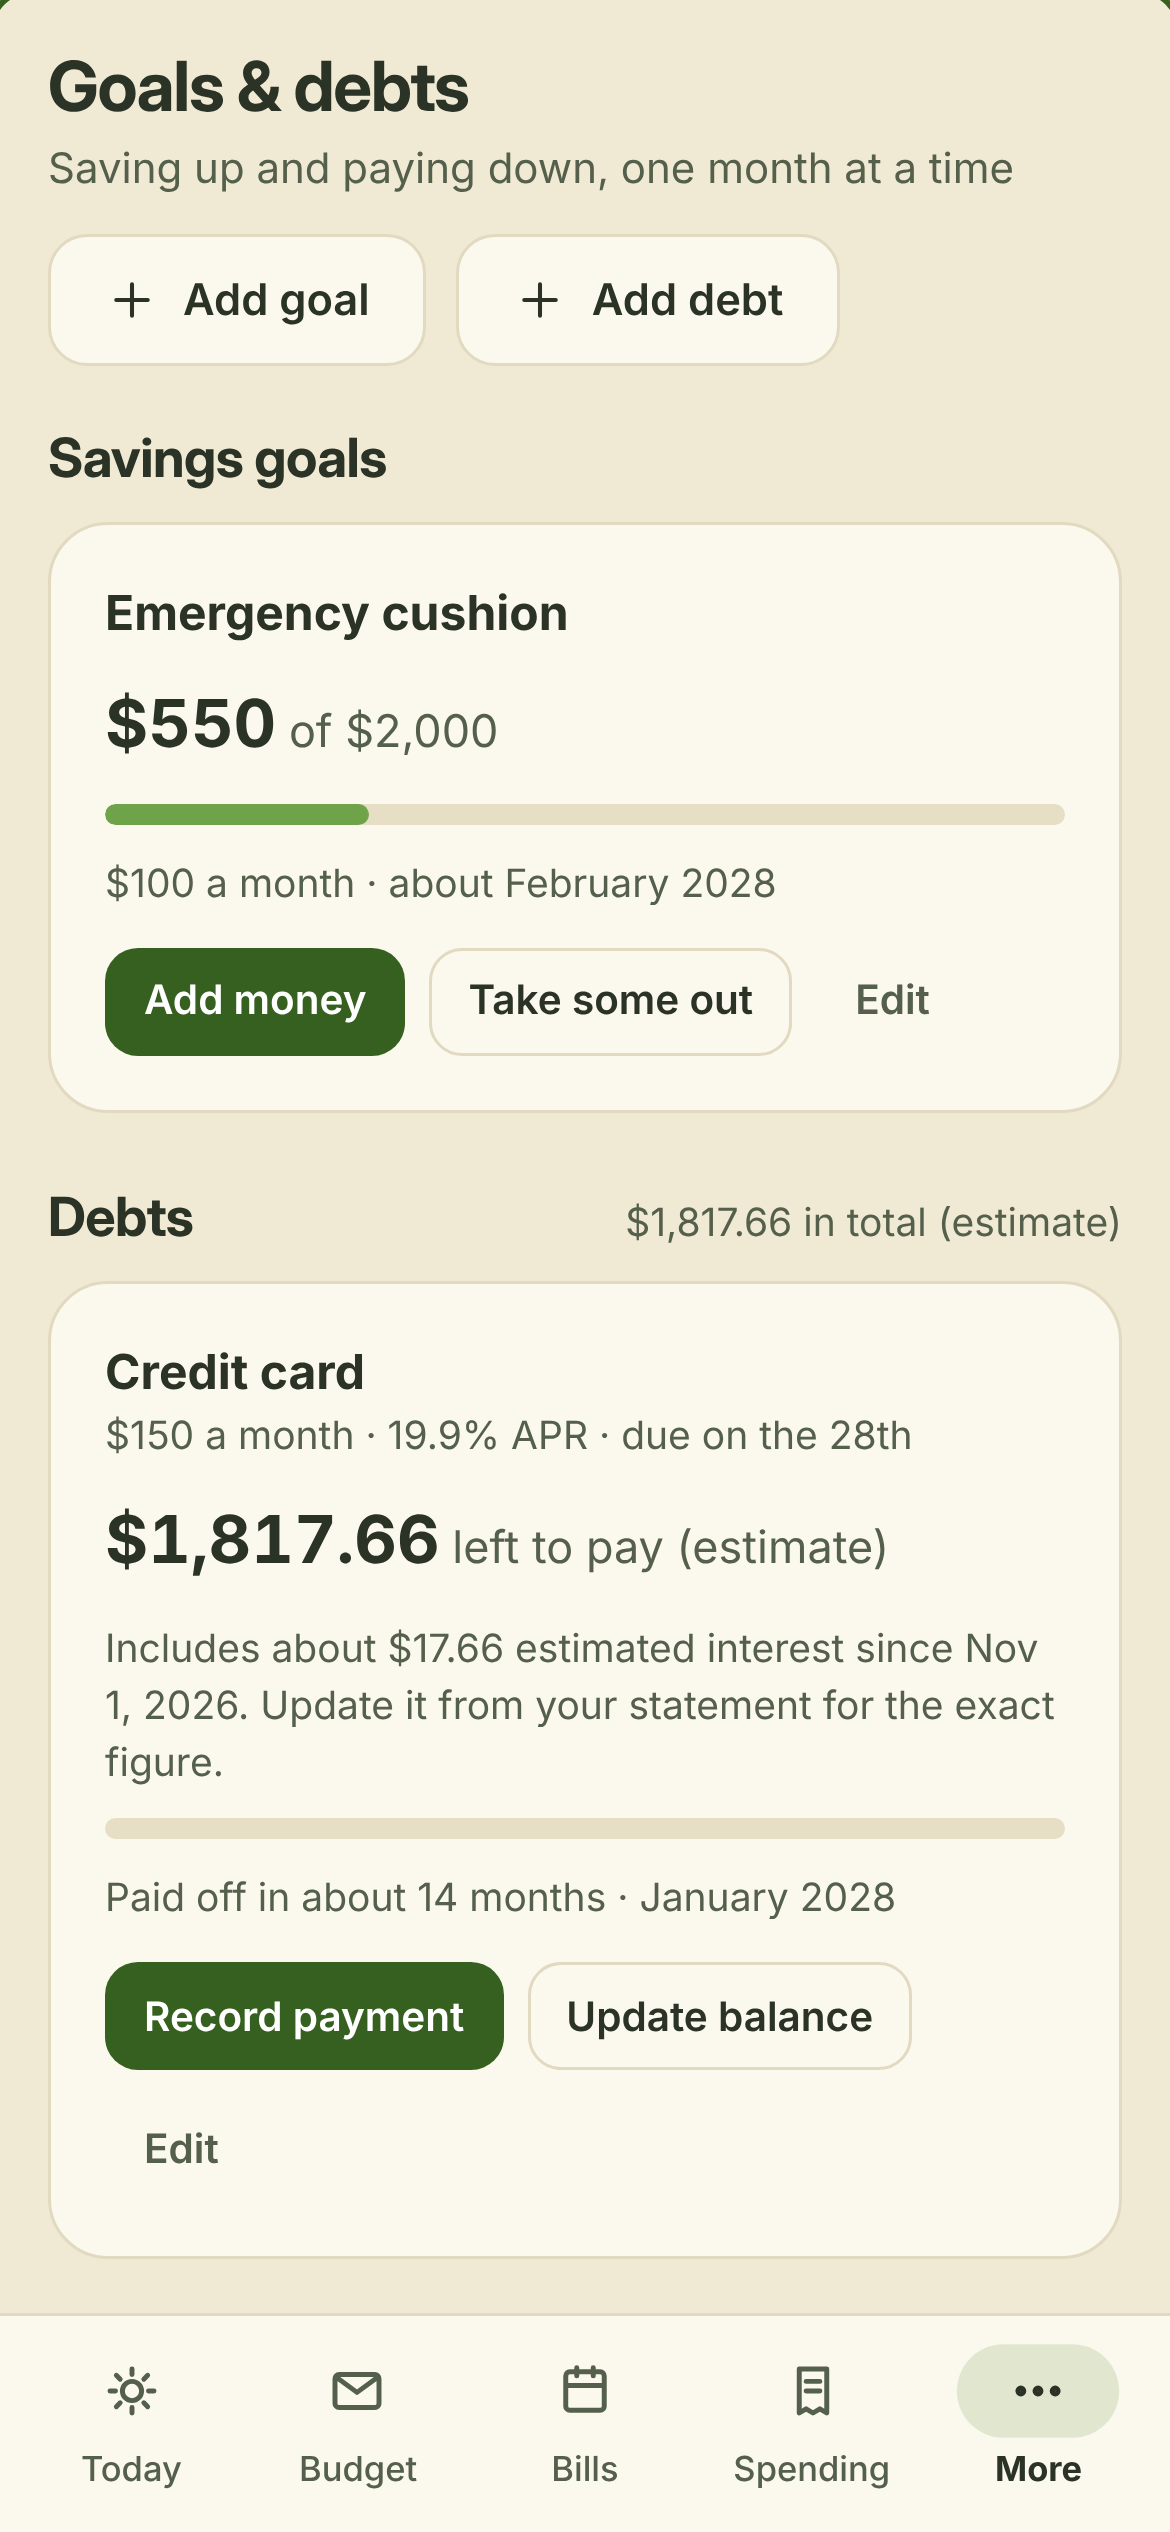 Goals & debts
Saving up and paying down, one month at a time
Add goal
Add debt
Savings goals
Emergency cushion
$550 of $2,000
$100 a month · about February 2028
Add money
Take some out
Edit
Debts
$1,817.66 in total (estimate)
Credit card
$150 a month · 19.9% APR · due on the 28th
$1,817.66 left to pay (estimate)
Includes about $17.66 estimated interest since Nov
1, 2026. Update it from your statement for the exact
figure.
Paid off in about 14 months · January 2028
Record payment
Update balance
Edit
Today
Budget
Bills
Spending
More